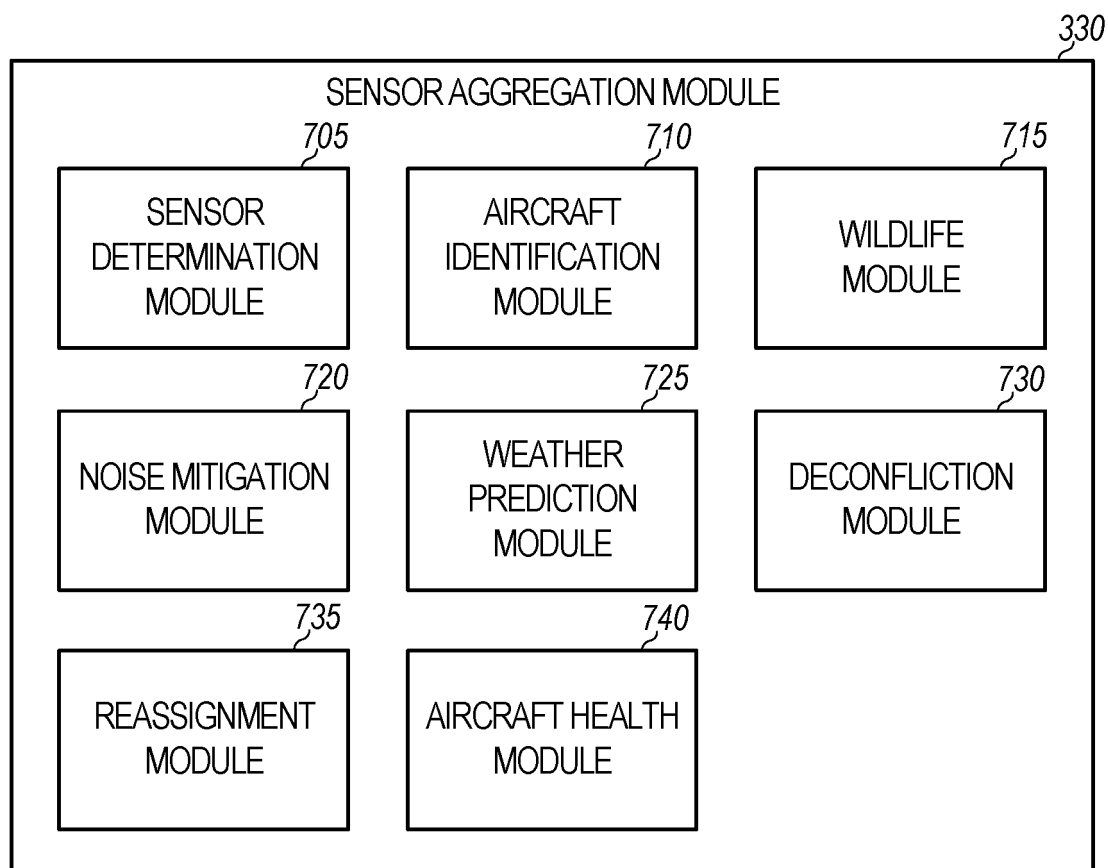 330
SENSOR AGGREGATION MODULE
705
SENSOR
DETERMINATION
MODULE
710
AIRCRAFT
IDENTIFICATION
MODULE
715
WILDLIFE
MODULE
720
NOISE MITIGATION
MODULE
725
WEATHER
PREDICTION
MODULE
730
DECONFLICTION
MODULE
735
REASSIGNMENT
MODULE
740
AIRCRAFT HEALTH
MODULE